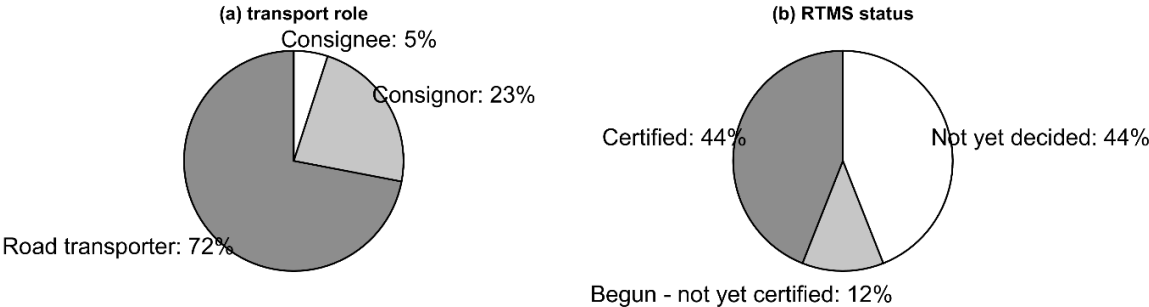 (a) transport role
Consignee: 5%
Consignor: 23%
Road transporter: 72%
(b) RTMS status
Certified: 44%
Not yet decided: 44%
Begun - not yet certified: 12%